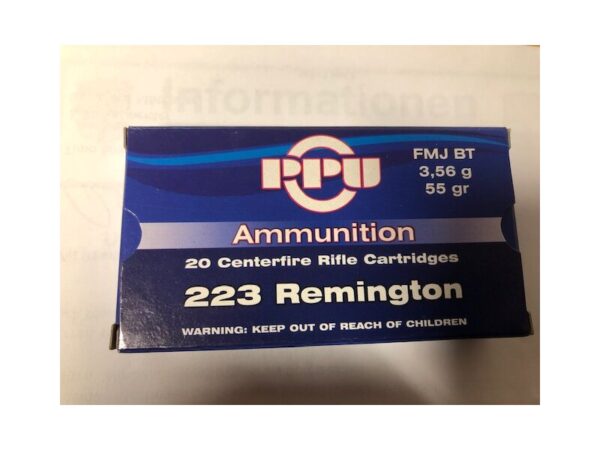 Informationen
PPU
FMJ BT
3,56 g
55 gr
Ammunition
20 Centerfire Rifle Cartridges
223 Remington
WARNING: KEEP OUT OF REACH OF CHILDREN